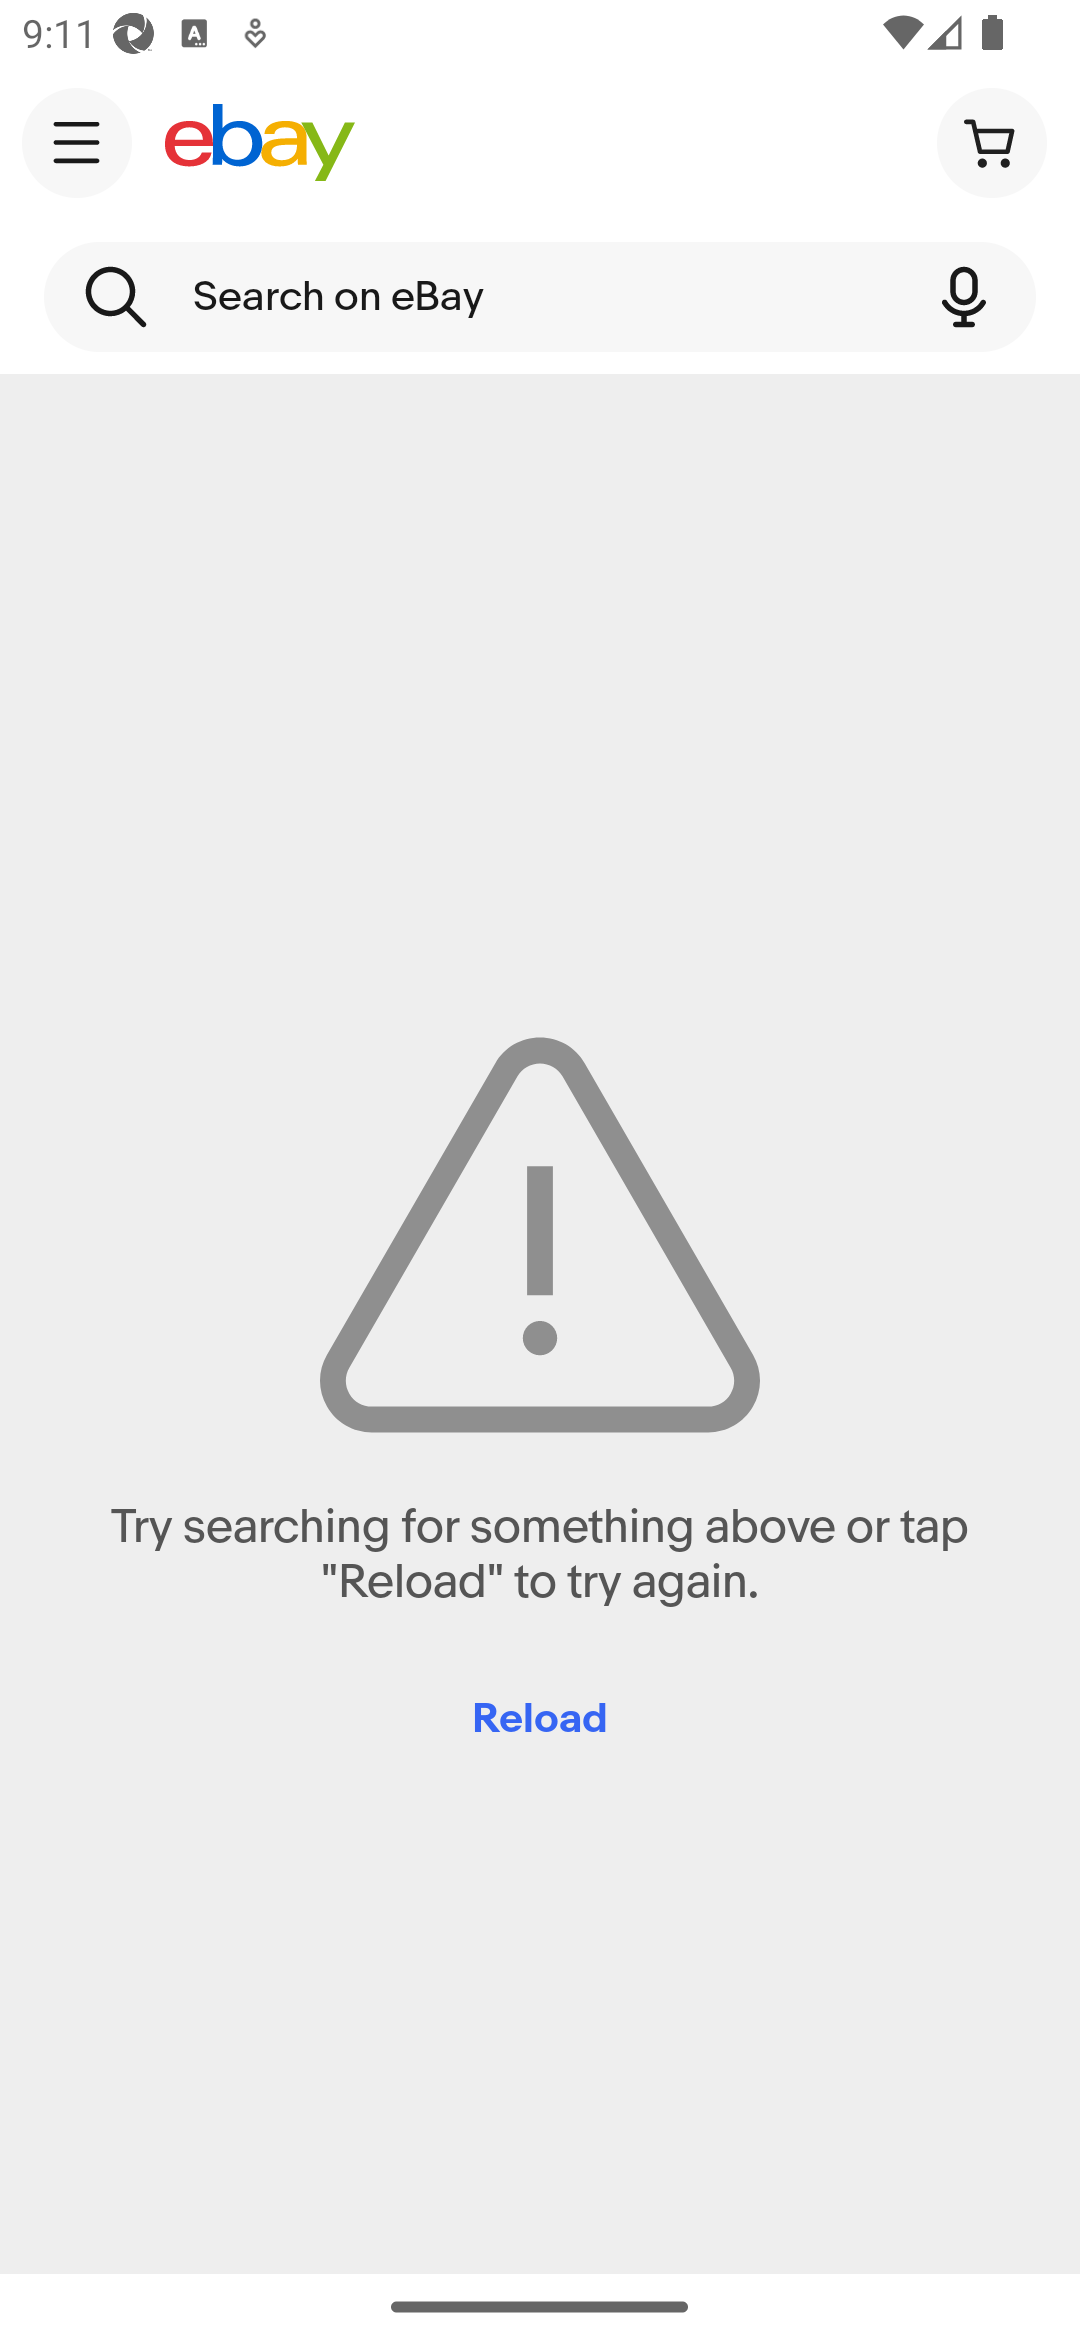 9:11
ebay
Search on eBay
Try searching for something above or tap
"Reload" to try again.
Reload